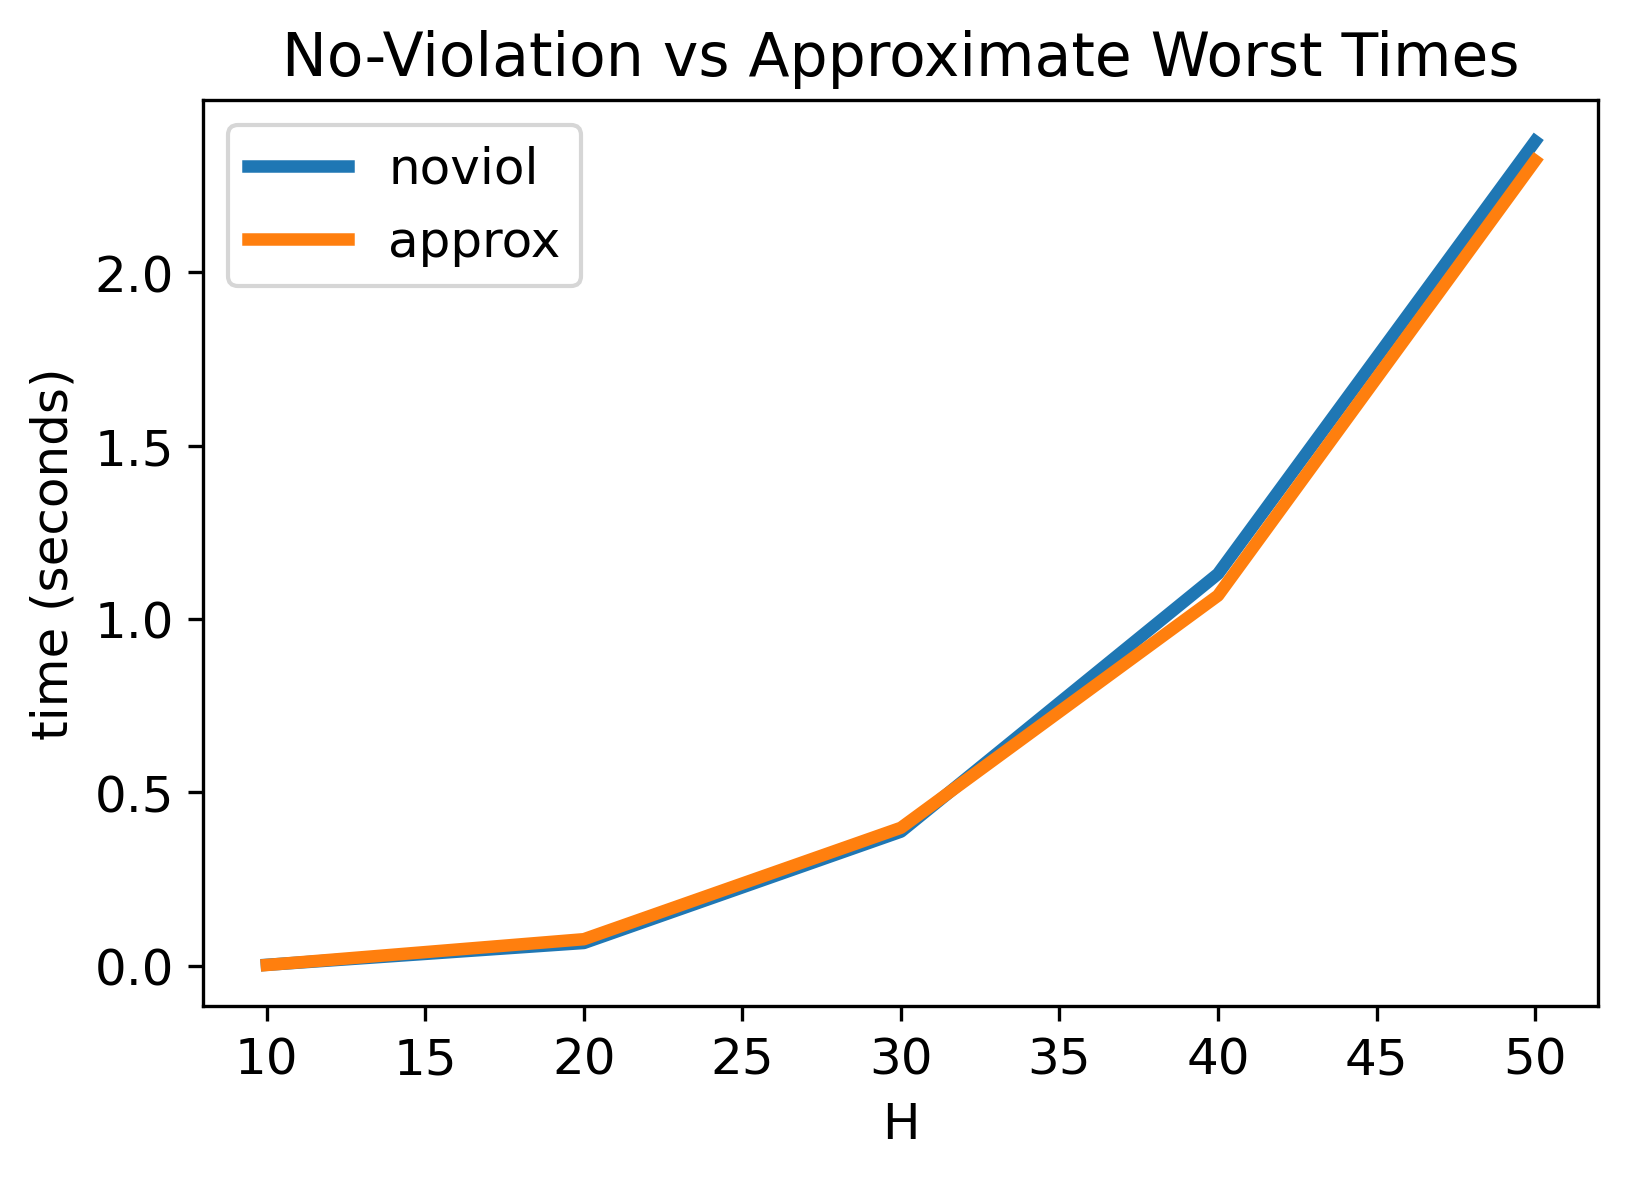 No-Violation vs Approximate Worst Times
noviol
approx
2.0
1.5
1.0
0.5
0.0
time (seconds)
10 15 20 25 30 35 40 45 50
H